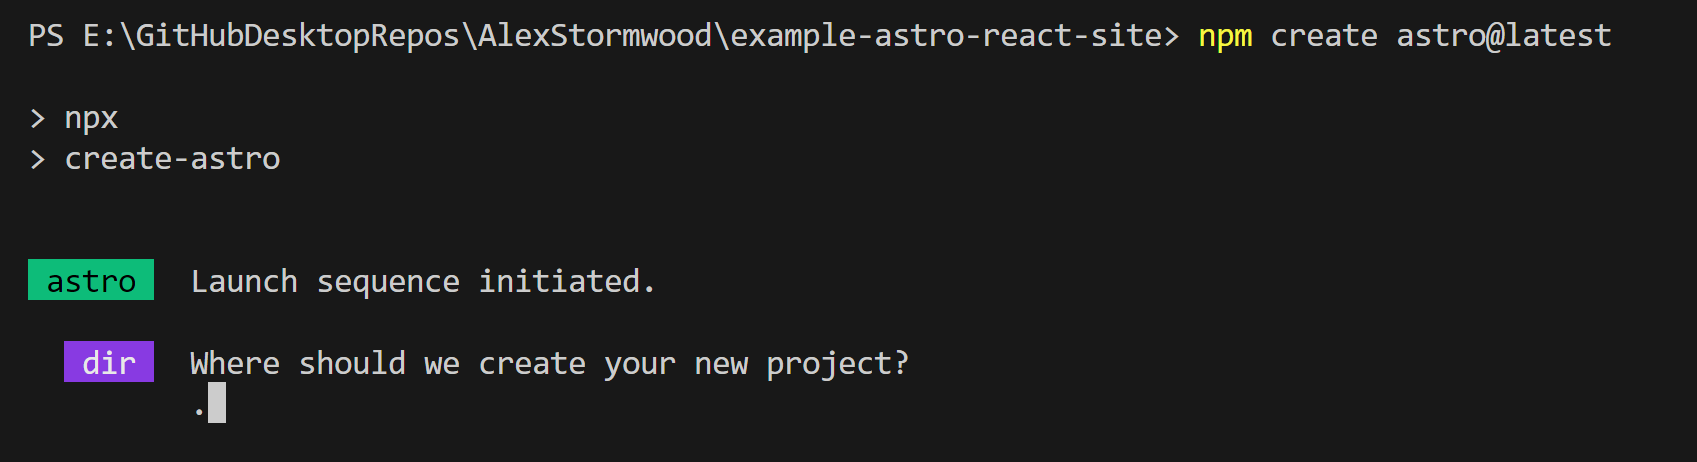 PS E:\GitHubDesktopRepos\AlexStormwood\example-astro-react-site> npm create astro@latest
> npx
> create-astro
astro Launch sequence initiated.
dir Where should we create your new project?
.